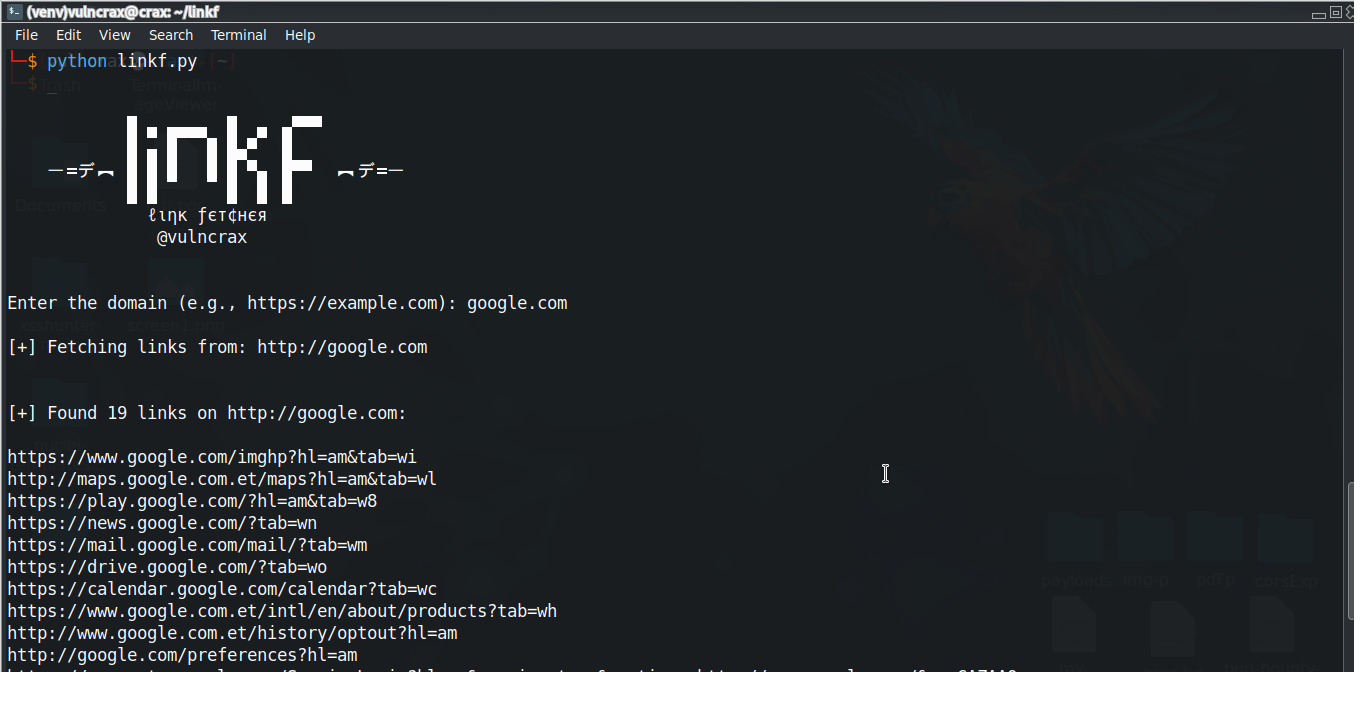 (venv)vulncrax@crax: ~/linkf
File Edit View Search Terminal Help
└─$ python linkf.py
linkF
─=デ︻ ︻デ=─
ℓιηκ ƒєт¢нєя
@vulncrax
Enter the domain (e.g., https://example.com): google.com
[+] Fetching links from: http://google.com
[+] Found 19 links on http://google.com:
https://www.google.com/imghp?hl=am&tab=wi
http://maps.google.com.et/maps?hl=am&tab=wl
https://play.google.com/?hl=am&tab=w8
https://news.google.com/?tab=wn
https://mail.google.com/mail/?tab=wm
https://drive.google.com/?tab=wo
https://calendar.google.com/calendar?tab=wc
https://www.google.com.et/intl/en/about/products?tab=wh
http://www.google.com.et/history/optout?hl=am
http://google.com/preferences?hl=am